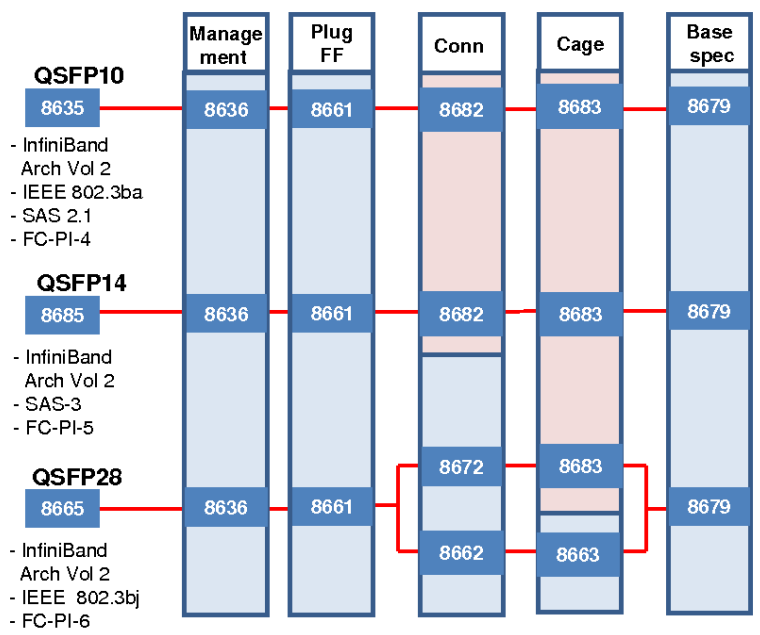 Manage
ment
Plug
FF
Conn
Cage
Base
spec
QSFP10
8635
8636
8661
8682
8683
8679
- InfiniBand
Arch Vol 2
- IEEE 802.3ba
- SAS 2.1
- FC-PI-4
QSFP14
8685
8636
8661
8682
8683
8679
- InfiniBand
Arch Vol 2
- SAS-3
- FC-PI-5
QSFP28
8665
8636
8661
8672
8683
8662
8663
8679
- InfiniBand
Arch Vol 2
- IEEE 802.3bj
- FC-PI-6